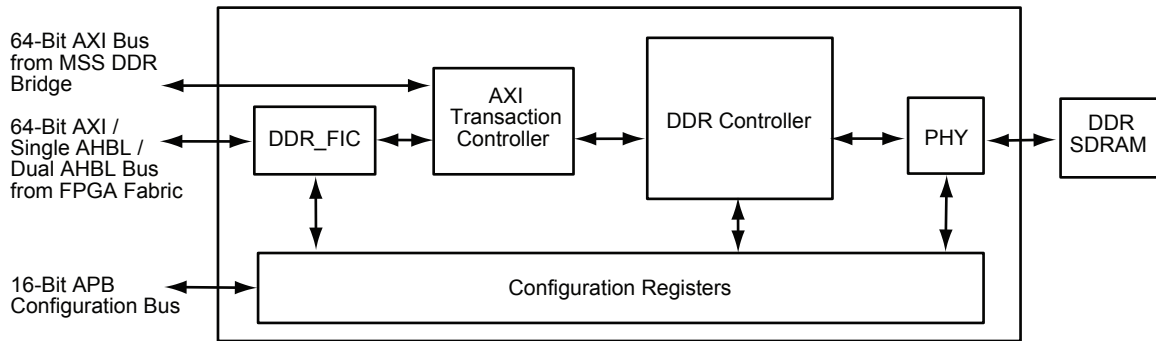 64-Bit AXI Bus
from MSS DDR
Bridge
64-Bit AXI /
Single AHBL /
Dual AHBL Bus
from FPGA Fabric
16-Bit APB
Configuration Bus
DDR_FIC
AXI
Transaction
Controller
DDR Controller
PHY
DDR
SDRAM
Configuration Registers